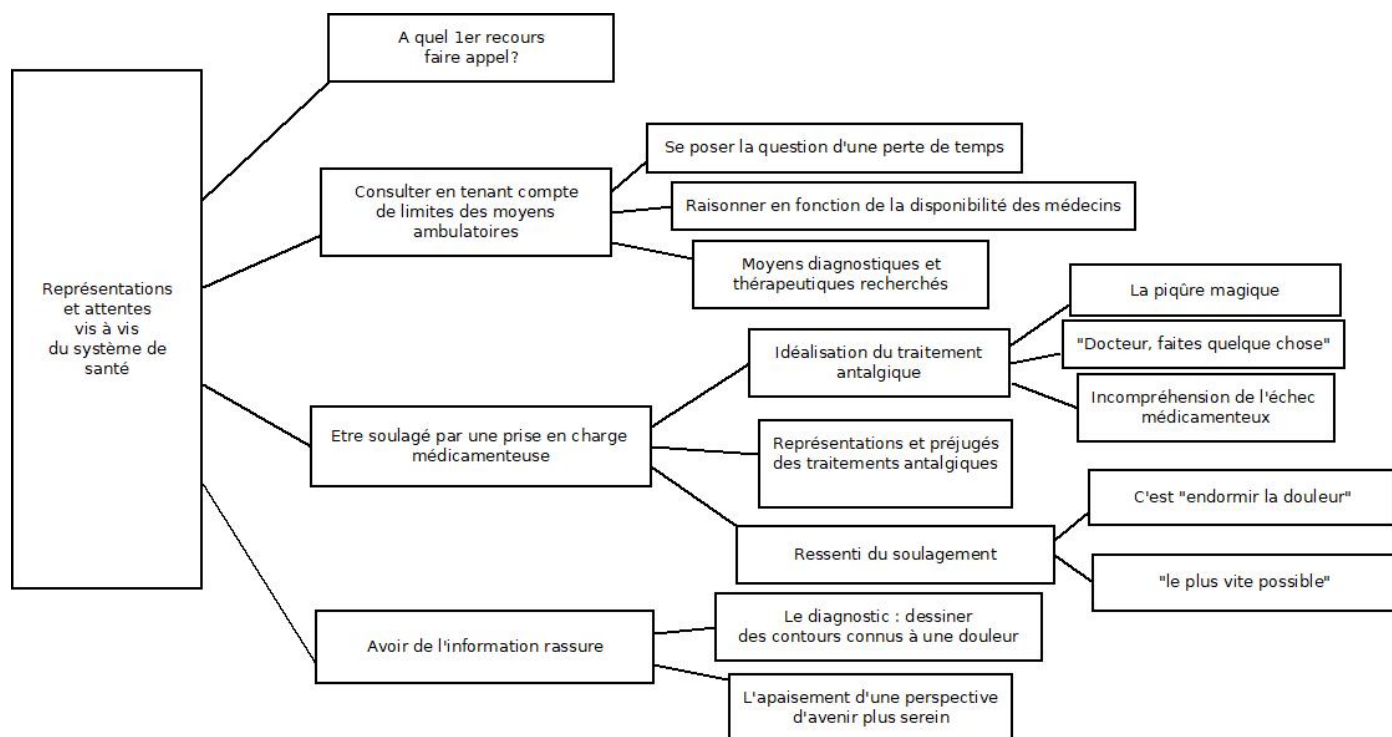 A quel 1er recours
faire appel?
Représentations
et attentes
vis à vis
du système de
santé
Consulter en tenant compte
de limites des moyens
ambulatoires
Se poser la question d'une perte de temps
Raisonner en fonction de la disponibilité des médecins
Moyens diagnostiques et
thérapeutiques recherchés
Etre soulagé par une prise en charge
médicamenteuse
Idéalisation du traitement
antalgique
La piqûre magique
"Docteur, faites quelque chose"
Incompréhension de l'échec
médicamenteux
Représentations et préjugés
des traitements antalgiques
Ressenti du soulagement
C'est "endormir la douleur"
"le plus vite possible"
Avoir de l'information rassure
Le diagnostic : dessiner
des contours connus à une douleur
L'apaisement d'une perspective
d'avenir plus serein